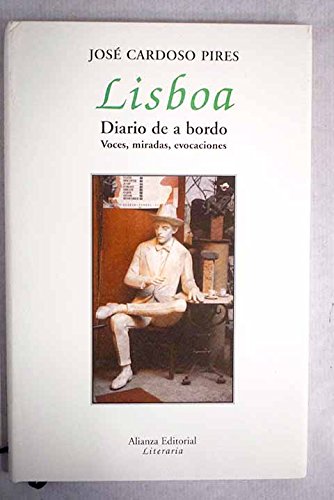 JOSÉ CARDOSO PIRES
Lisboa
Diario de a bordo
Voces, miradas, evocaciones
Alianza Editorial
Literaria